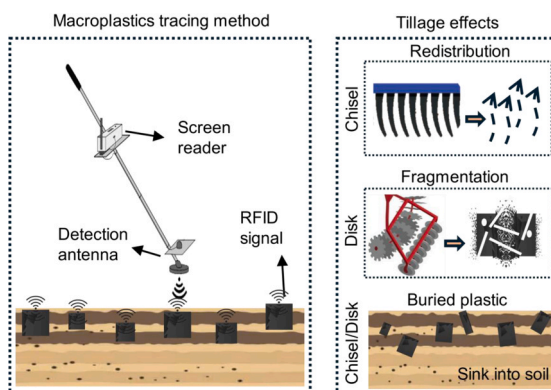 Macroplastics tracing method
Screen
reader
Detection
antenna
RFID
signal
Tillage effects
Redistribution
Chisel
Fragmentation
Disk
Buried plastic
Chisel/Disk
Sink into soil